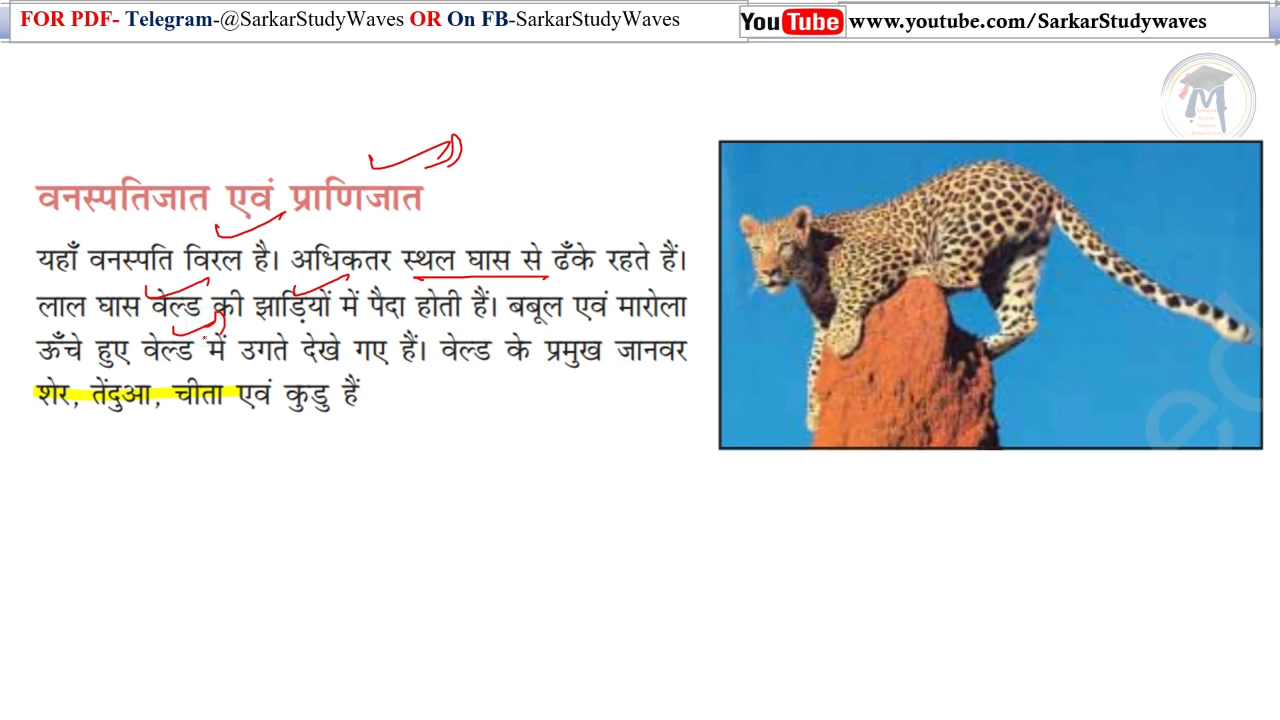 FOR PDF- Telegram-@SarkarStudyWaves OR On FB-SarkarStudyWaves
YouTube www.youtube.com/SarkarStudywaves
वनस्पतिजात एवं प्राणिजात
यहाँ वनस्पति विरल है। अधिकतर स्थल घास से ढँके रहते हैं।
लाल घास वेल्ड की झाड़ियों में पैदा होती हैं। बबूल एवं मारोला
ऊँचे हुए वेल्ड में उगते देखे गए हैं। वेल्ड के प्रमुख जानवर
शेर, तेंदुआ, चीता एवं कुडु हैं